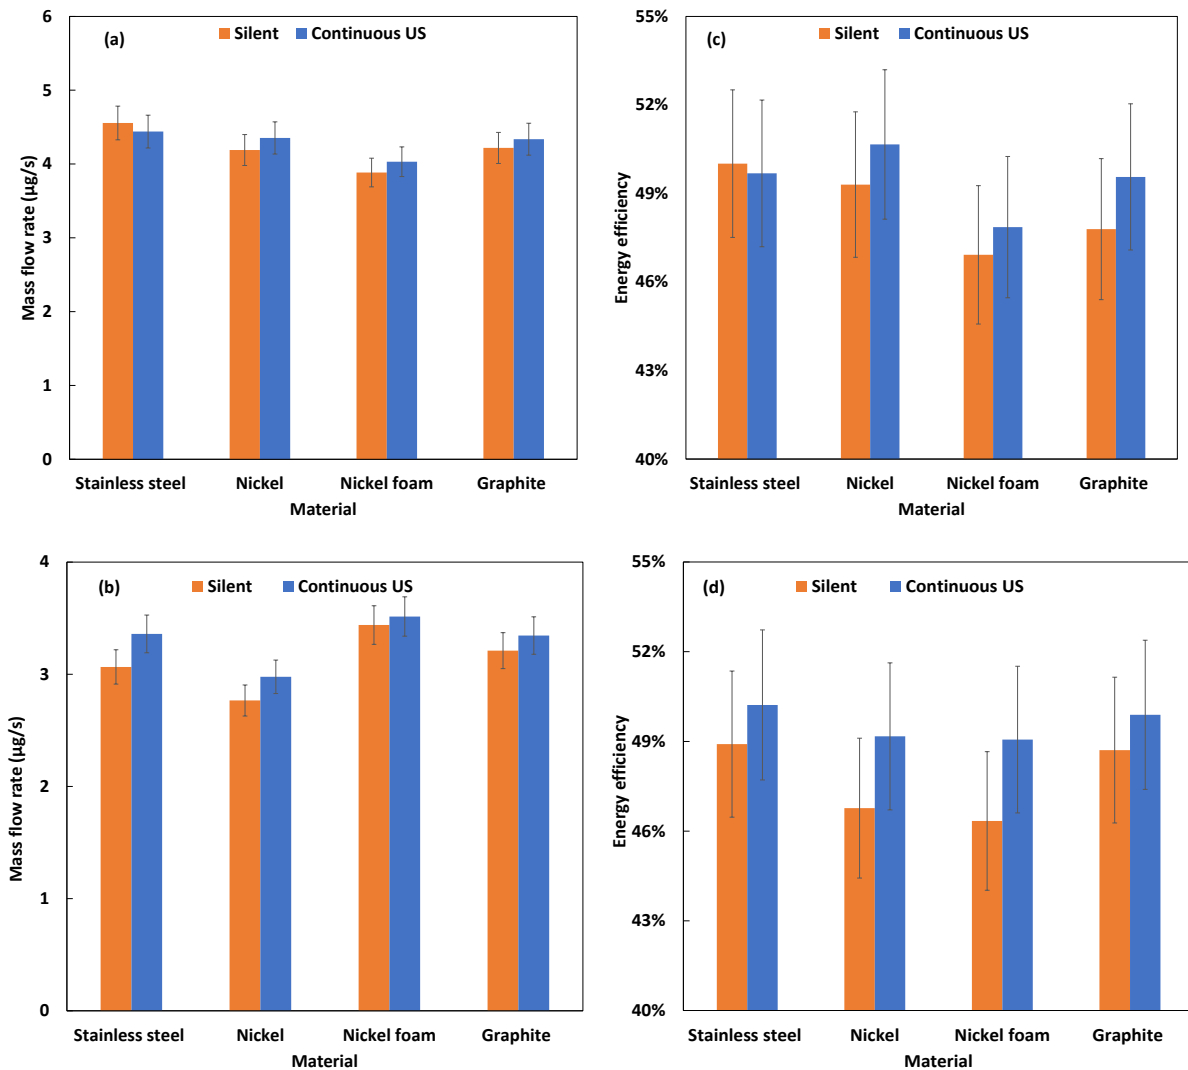 (a)
Silent
Continuous US
6
5
4
3
2
1
0
Mass flow rate (µg/s)
Stainless steel
Nickel
Nickel foam
Graphite
Material
(c)
Silent
Continuous US
55%
52%
49%
46%
43%
40%
Energy efficiency
Stainless steel
Nickel
Nickel foam
Graphite
Material
(b)
Silent
Continuous US
4
3
2
1
0
Mass flow rate (µg/s)
Stainless steel
Nickel
Nickel foam
Graphite
Material
(d)
Silent
Continuous US
55%
52%
49%
46%
43%
40%
Energy efficiency
Stainless steel
Nickel
Nickel foam
Graphite
Material